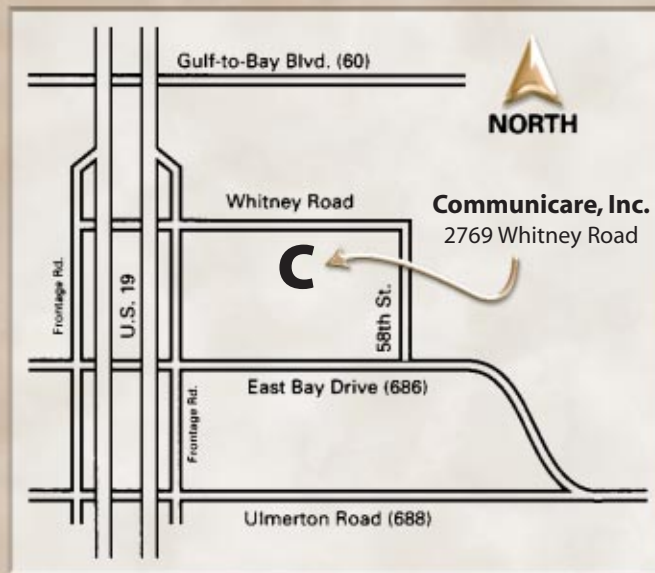 Gulf-to-Bay Blvd. (60)
NORTH
Whitney Road
Communicare, Inc.
2769 Whitney Road
C
Frontage Rd.
U.S. 19
58th St.
East Bay Drive (686)
Frontage Rd.
Ulmerton Road (688)